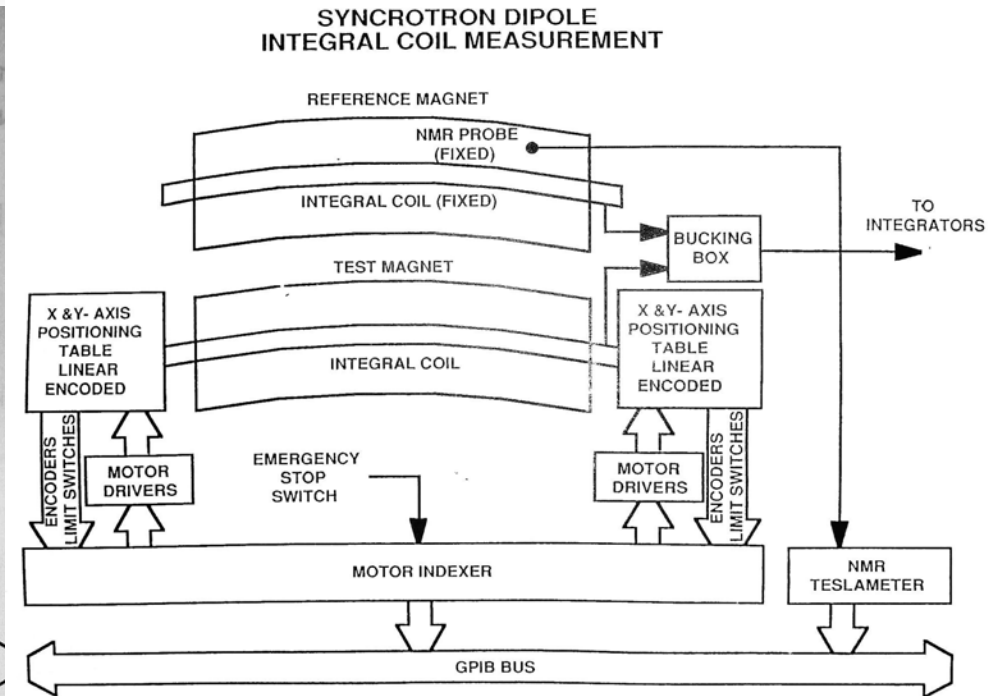 SYNCROTRON DIPOLE
INTEGRAL COIL MEASUREMENT
REFERENCE MAGNET
NMR PROBE
(FIXED)
INTEGRAL COIL (FIXED)
TO
INTEGRATORS
BUCKING
BOX
TEST MAGNET
INTEGRAL COIL
X &Y- AXIS
POSITIONING
TABLE
LINEAR
ENCODED
X &Y- AXIS
POSITIONING
TABLE
LINEAR
ENCODED
ENCODERS
LIMIT SWITCHES
MOTOR
DRIVERS
EMERGENCY
STOP
SWITCH
MOTOR
DRIVERS
ENCODERS
LIMIT SWITCHES
MOTOR INDEXER
NMR
TESLAMETER
GPIB BUS